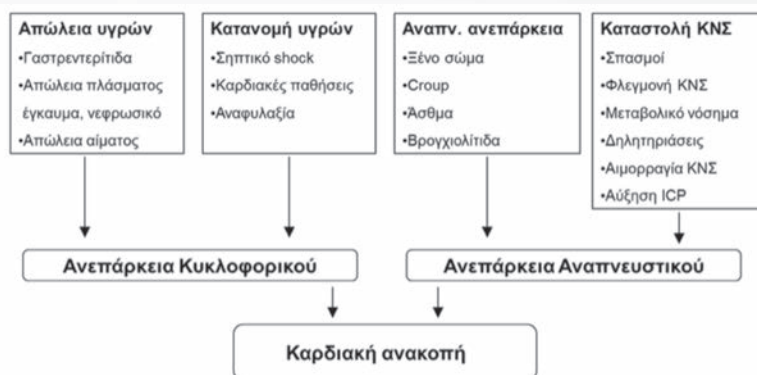 Απώλεια υγρών
•Γαστρεντερίτιδα
•Απώλεια πλάσματος
έγκαυμα, νεφρωσικό
•Απώλεια αίματος
Κατανομή υγρών
•Σηπτικό shock
•Καρδιακές παθήσεις
•Αναφυλαξία
Αναπν. ανεπάρκεια
•Ξένο σώμα
•Croup
•Άσθμα
•Βρογχιολίτιδα
Καταστολή ΚΝΣ
•Σπασμοί
•Φλεγμονή ΚΝΣ
•Μεταβολικό νόσημα
•Δηλητηριάσεις
•Αιμορραγία ΚΝΣ
•Αύξηση ICP
Ανεπάρκεια Κυκλοφορικού
Ανεπάρκεια Αναπνευστικού
Καρδιακή ανακοπή